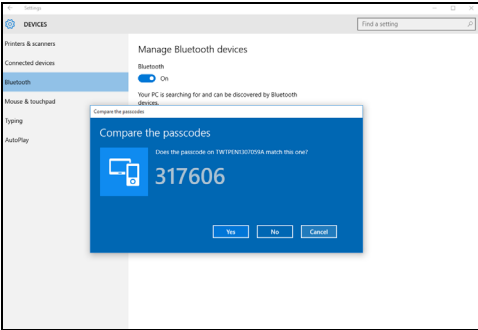 Settings
DEVICES
Find a setting
Printers & scanners
Connected devices
Bluetooth
Mouse & touchpad
Typing
AutoPlay
Manage Bluetooth devices
Bluetooth
On
Your PC is searching for and can be discovered by Bluetooth
devices.
Compare the passcodes
Compare the passcodes
Does the passcode on TWTPEN1307059A match this one?
317606
Yes
No
Cancel